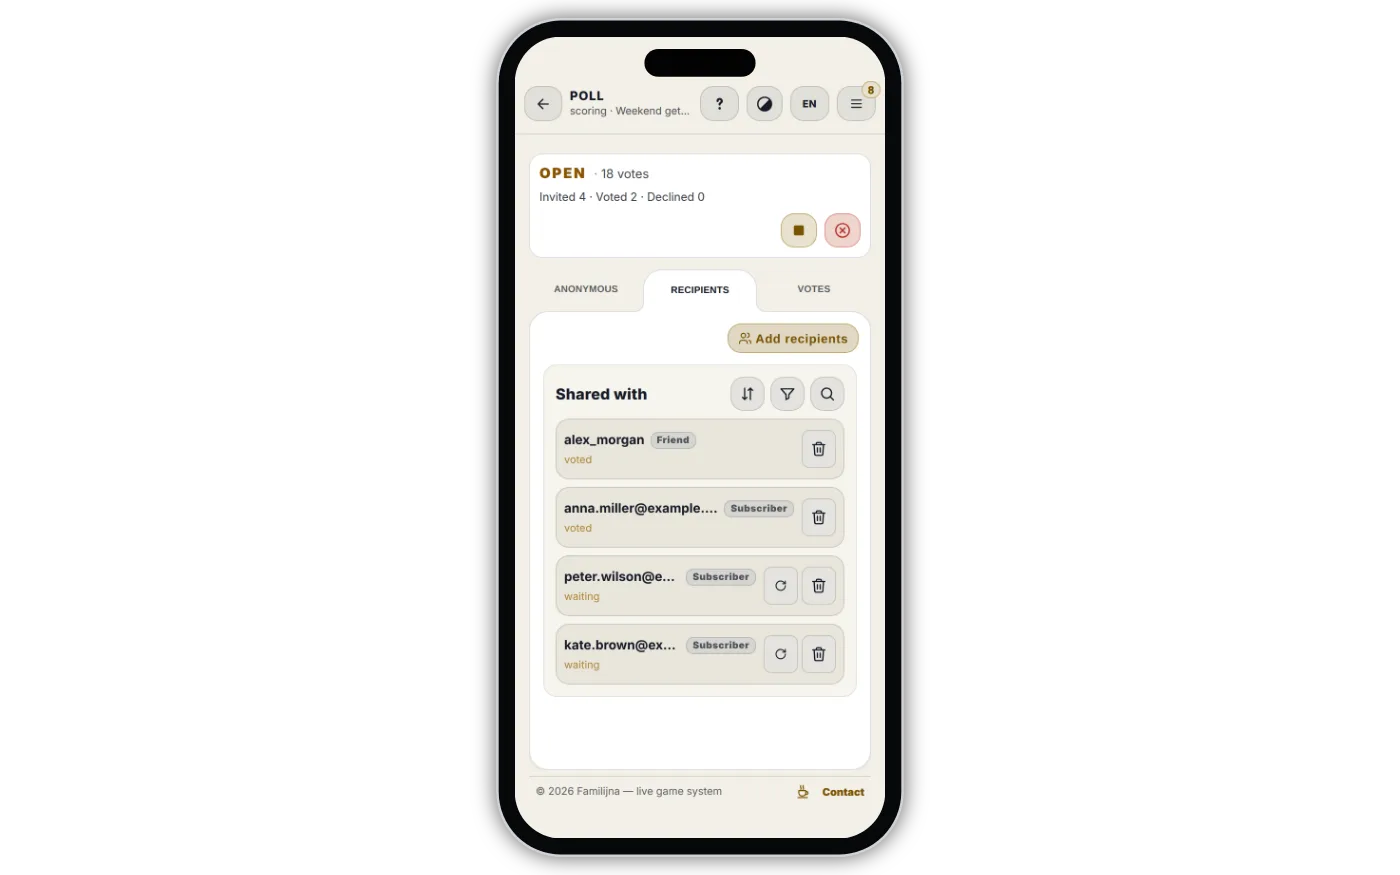 POLL
scoring · Weekend get...
?
EN
8
OPEN · 18 votes
Invited 4 · Voted 2 · Declined 0
ANONYMOUS
RECIPIENTS
VOTES
Add recipients
Shared with
alex_morgan Friend
voted
anna.miller@example.... Subscriber
voted
peter.wilson@e... Subscriber
waiting
kate.brown@ex... Subscriber
waiting
© 2026 Familijna — live game system
Contact